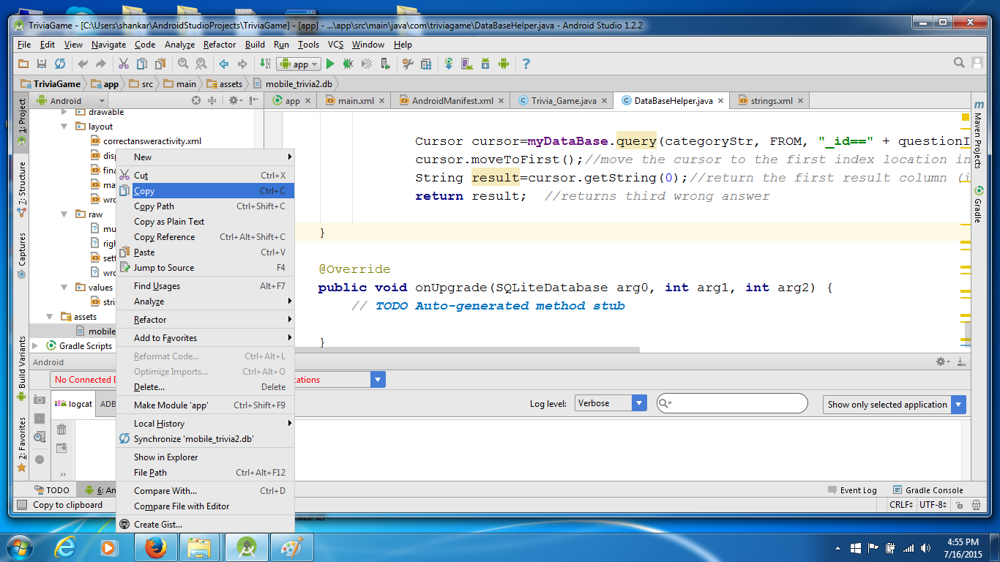 TriviaGame - [C:\Users\shankar\AndroidStudioProjects\TriviaGame] - [app] - ...\app\src\main\java\com\triviagame\DataBaseHelper.java - Android Studio 1.2.2
File Edit View Navigate Code Analyze Refactor Build Run Tools VCS Window Help
app
TriviaGame app src main assets mobile_trivia2.db
Android
app main.xml AndroidManifest.xml Trivia_Game.java DataBaseHelper.java strings.xml
1: Project
7: Structure
Captures
Build Variants
2: Favorites
drawable
layout
correctansweractivity.xml
dis
fina
ma
wro
raw
mu
righ
sett
wro
values
stri
assets
mobile
Gradle Scripts
New
Cut Ctrl+X
Copy Ctrl+C
Copy Path Ctrl+Shift+C
Copy as Plain Text
Copy Reference Ctrl+Alt+Shift+C
Paste Ctrl+V
Jump to Source F4
Find Usages Alt+F7
Analyze
Refactor
Add to Favorites
Reformat Code... Ctrl+Alt+L
Optimize Imports... Ctrl+Alt+O
Delete... Delete
Make Module 'app' Ctrl+Shift+F9
Local History
Synchronize 'mobile_trivia2.db'
Show in Explorer
File Path Ctrl+Alt+F12
Compare With... Ctrl+D
Compare File with Editor
Create Gist...
Cursor cursor=myDataBase.query(categoryStr, FROM, "_id==" + questionI
cursor.moveToFirst();//move the cursor to the first index location in
String result=cursor.getString(0);//return the first result column (i
return result; //returns third wrong answer
}
@Override
public void onUpgrade(SQLiteDatabase arg0, int arg1, int arg2) {
// TODO Auto-generated method stub
}
m Maven Projects
Gradle
Android
No Connected D cations
logcat ADB
Log level: Verbose Show only selected application
TODO 6: An Event Log Gradle Console
Copy to clipboard CRLF UTF-8
4:55 PM
7/16/2015